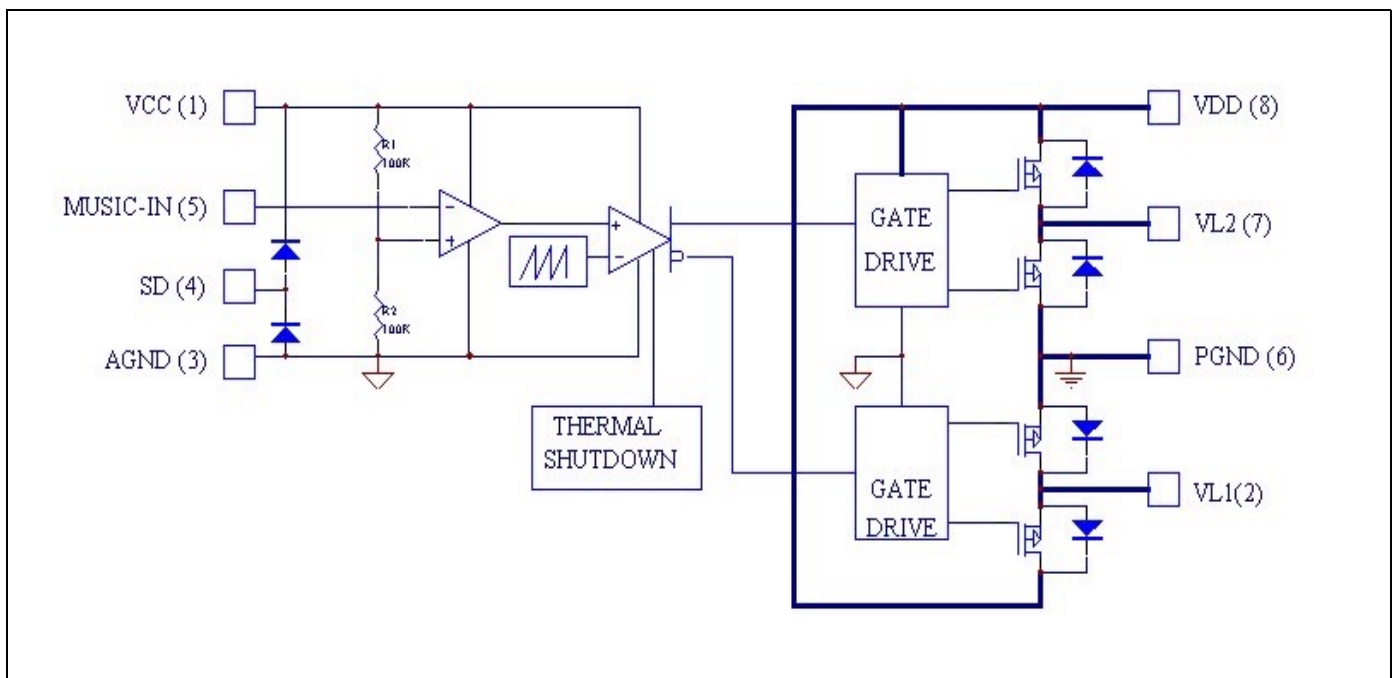 VCC (1)
R1
100K
MUSIC-IN (5)
SD (4)
R2
100K
AGND (3)
THERMAL
SHUTDOWN
GATE
DRIVE
GATE
DRIVE
VDD (8)
VL2 (7)
PGND (6)
VL1(2)